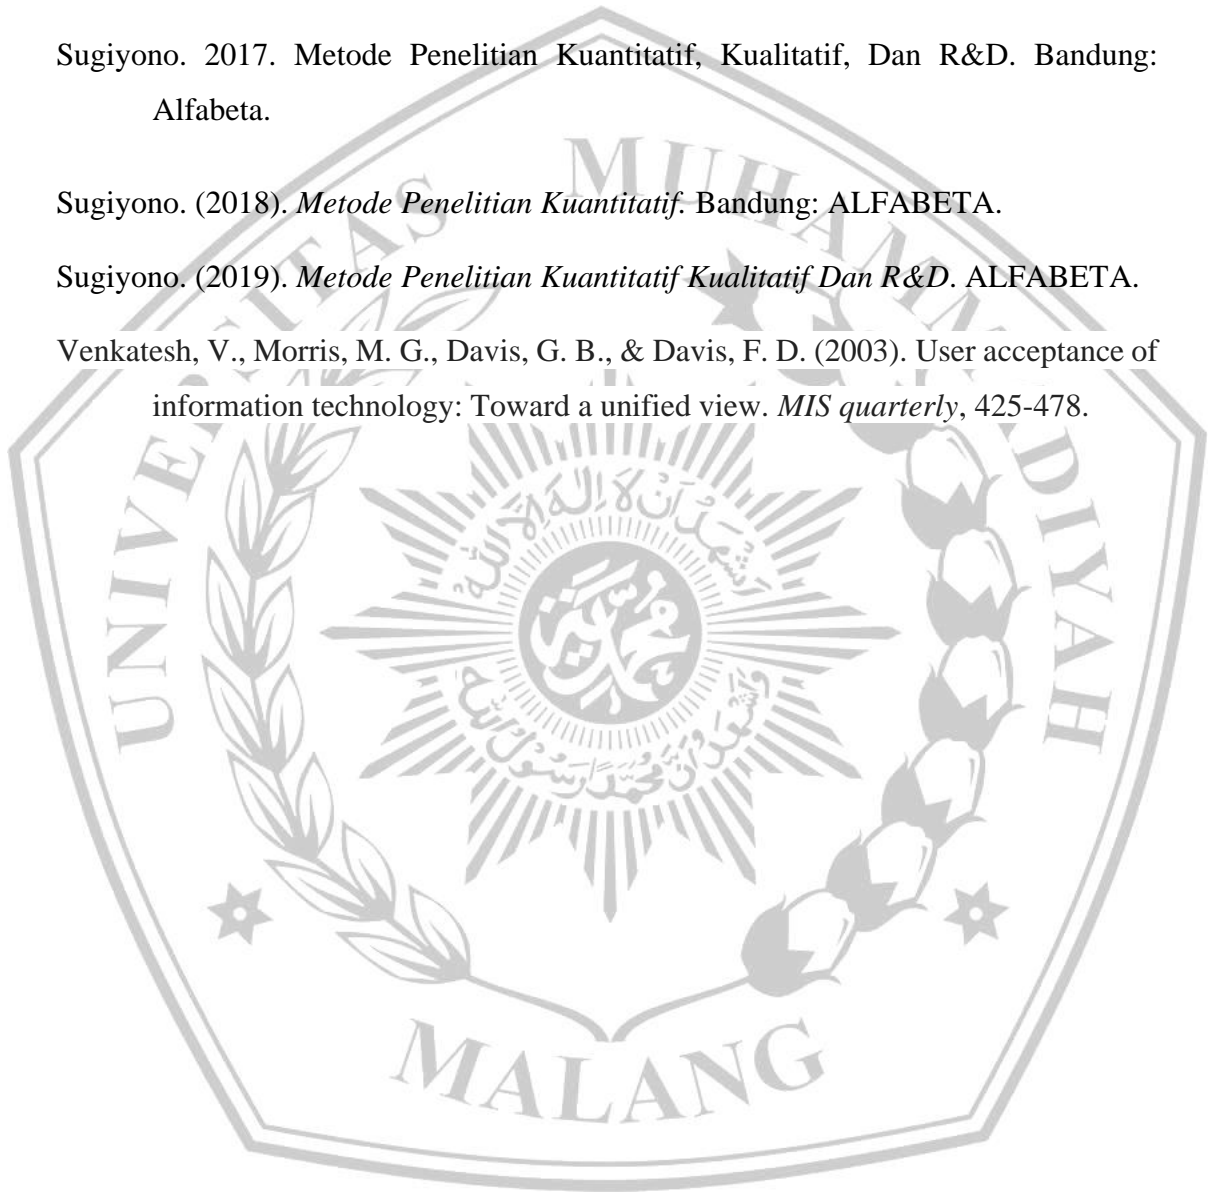 Sugiyono. 2017. Metode Penelitian Kuantitatif, Kualitatif, Dan R&D. Bandung:
Alfabeta.
Sugiyono. (2018). Metode Penelitian Kuantitatif. Bandung: ALFABETA.
Sugiyono. (2019). Metode Penelitian Kuantitatif Kualitatif Dan R&D. ALFABETA.
Venkatesh, V., Morris, M. G., Davis, G. B., & Davis, F. D. (2003). User acceptance of
information technology: Toward a unified view. MIS quarterly, 425-478.
UNIVERSITAS MUHAMMADIYAH
MALANG